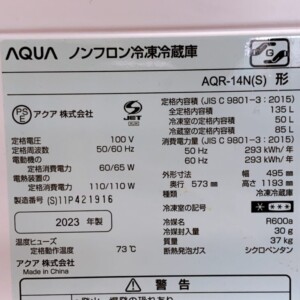 AQUA ノンフロン冷凍冷蔵庫
G
AQR-14N(S) 形
PS
E
アクア 株式会社
JET
定格電圧 100 V
定格周波数 50/60 Hz
電動機の
定格消費電力 60/65 W
電熱装置の
定格消費電力 110/110 W
製造番号 (S)11P421916
2023 年製
温度ヒューズ
定格動作温度 73℃
アクア 株式会社
Made in China
定格内容積 (JIS C 9801-3 : 2015)
全定格内容積 135 L
冷凍室定格内容積 50 L
冷蔵室定格内容積 85 L
消費電力量 (JIS C 9801-3 : 2015)
50 Hz 293 kWh/年
60 Hz 293 kWh/年
外形寸法 幅 495 mm
奥行 573 mm 高さ 1193 mm
種類 冷凍冷蔵庫
冷凍室の記号
冷媒 R600a
冷媒封入量 30 g
質量 37 kg
断熱発泡ガス シクロペンタン
警告